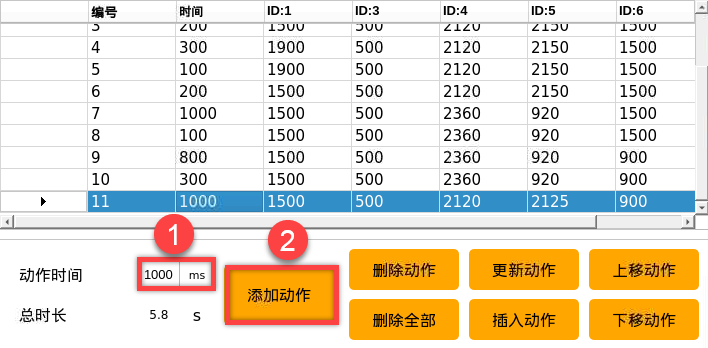 编号 时间 ID:1 ID:3 ID:4 ID:5 ID:6
3 200 1500 500 2120 2150 1500
4 300 1900 500 2120 2150 1500
5 100 1900 500 2120 2150 1500
6 200 1500 500 2120 2150 1500
7 1000 1500 500 2360 920 1500
8 100 1500 500 2360 920 1500
9 800 1500 500 2360 920 900
10 300 1500 500 2360 920 900
11 1000 1500 500 2120 2125 900
1 2
动作时间 1000 ms 添加动作 删除动作 更新动作 上移动作
总时长 5.8 s 删除全部 插入动作 下移动作